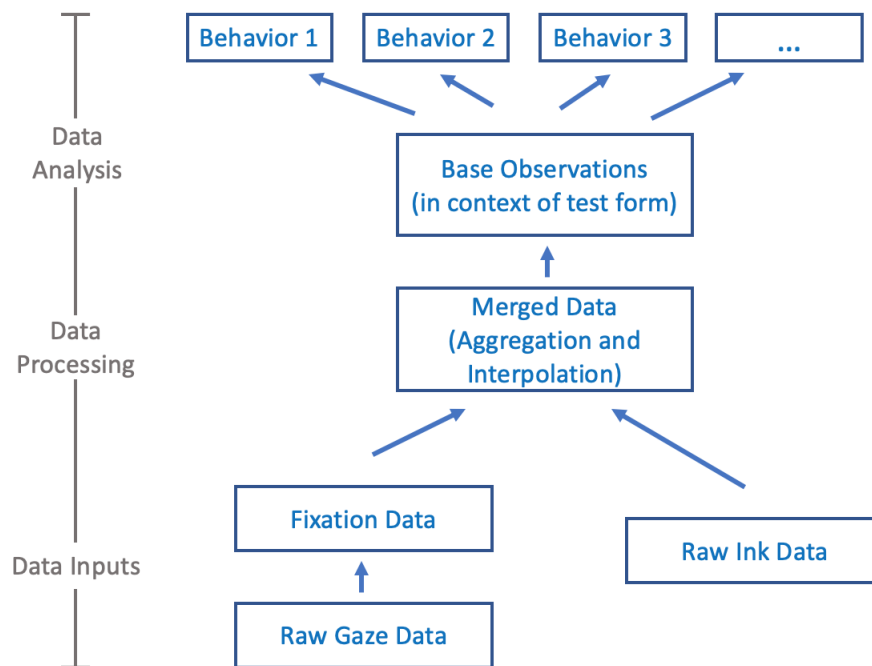 Behavior 1
Behavior 2
Behavior 3
...
Data
Analysis
Base Observations
(in context of test form)
Data
Processing
Merged Data
(Aggregation and
Interpolation)
Fixation Data
Raw Ink Data
Data Inputs
Raw Gaze Data